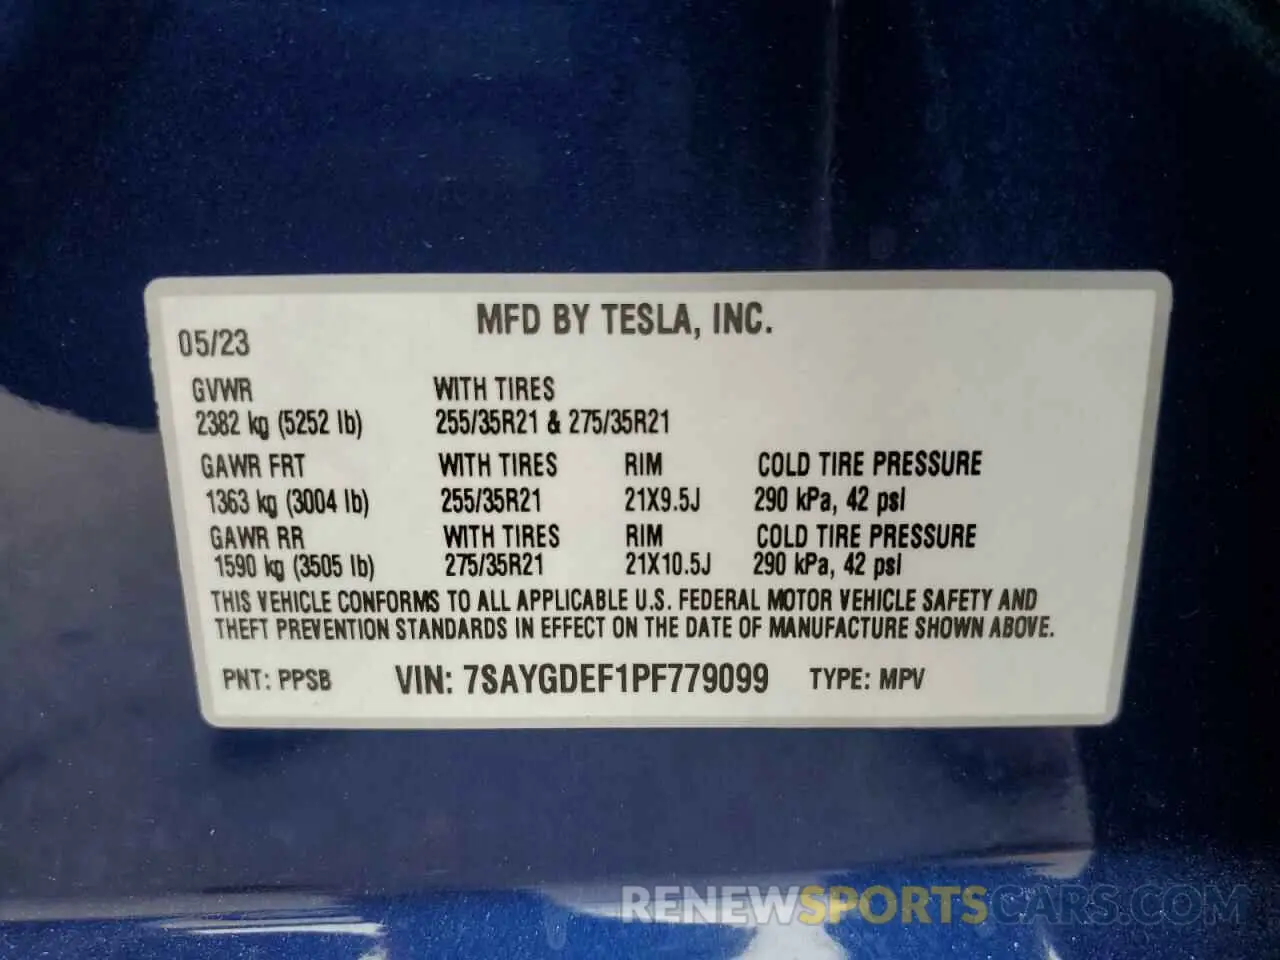 MFD BY TESLA, INC.
05/23
GVWR WITH TIRES
2382 kg (5252 lb) 255/35R21 & 275/35R21
GAWR FRT WITH TIRES RIM COLD TIRE PRESSURE
1363 kg (3004 lb) 255/35R21 21X9.5J 290 kPa, 42 psi
GAWR RR WITH TIRES RIM COLD TIRE PRESSURE
1590 kg (3505 lb) 275/35R21 21X10.5J 290 kPa, 42 psi
THIS VEHICLE CONFORMS TO ALL APPLICABLE U.S. FEDERAL MOTOR VEHICLE SAFETY AND
THEFT PREVENTION STANDARDS IN EFFECT ON THE DATE OF MANUFACTURE SHOWN ABOVE.
PNT: PPSB VIN: 7SAYGDEF1PF779099 TYPE: MPV
RENEWSPORTSCARS.COM